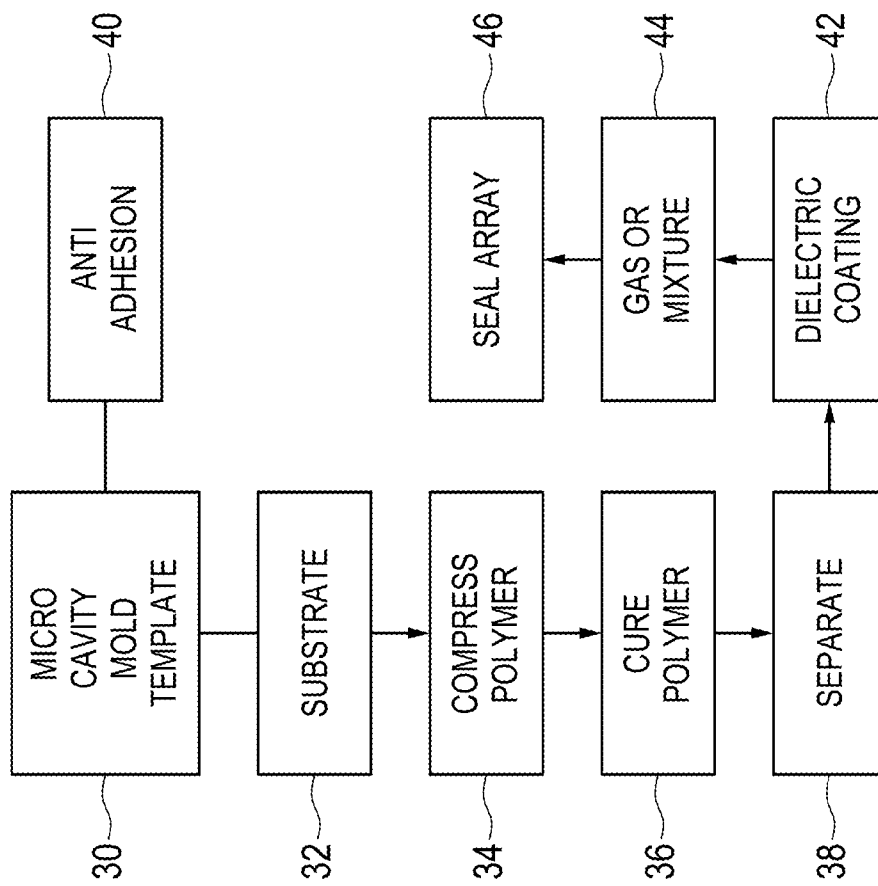 MICRO
CAVITY
MOLD
TEMPLATE
30
ANTI
ADHESION
40
SUBSTRATE
32
COMPRESS
POLYMER
34
CURE
POLYMER
36
SEPARATE
38
DIELECTRIC
COATING
42
GAS OR
MIXTURE
44
SEAL ARRAY
46